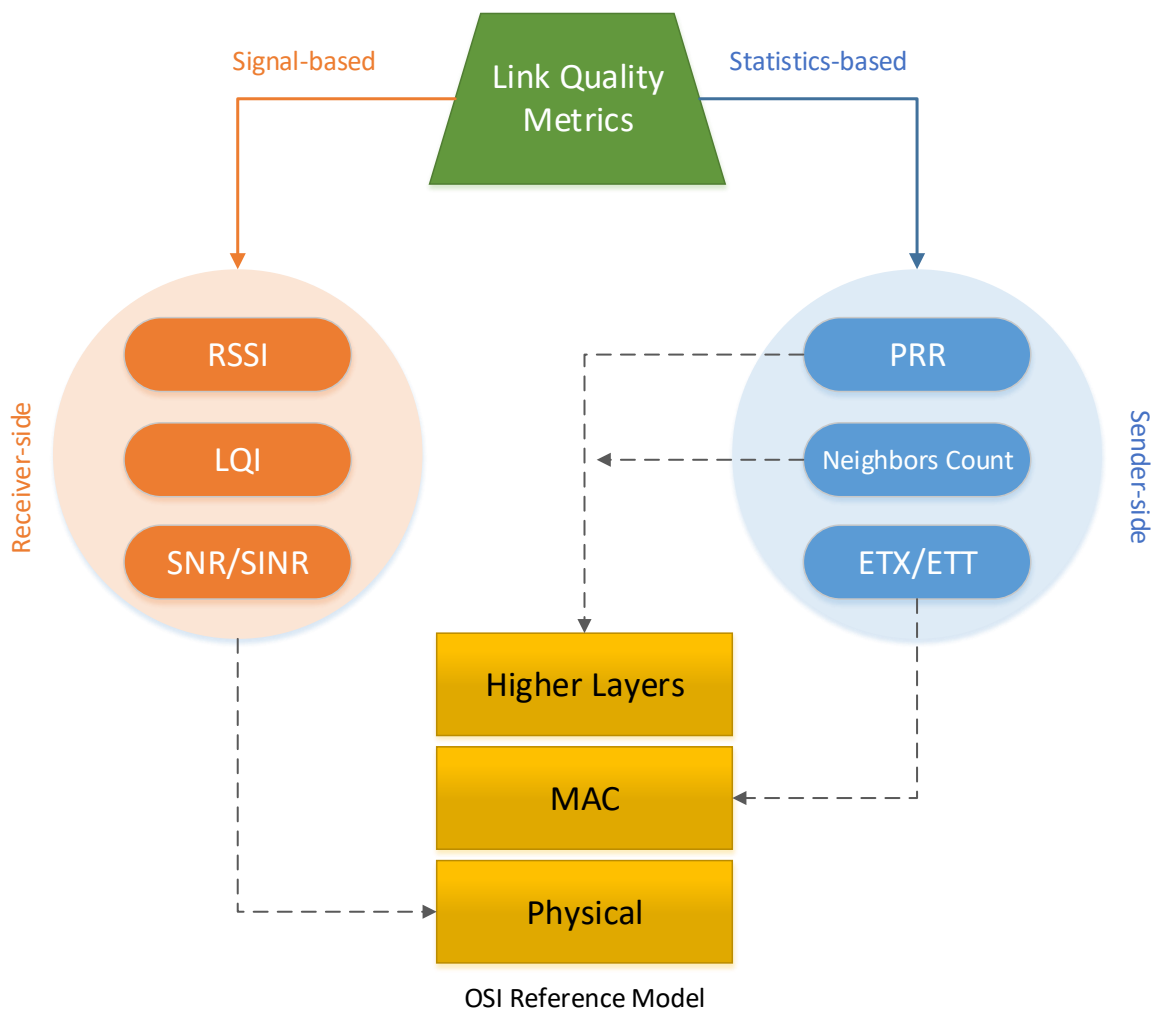 Signal-based
Link Quality
Metrics
Statistics-based
Receiver-side
RSSI
LQI
SNR/SINR
PRR
Neighbors Count
ETX/ETT
Sender-side
Higher Layers
MAC
Physical
OSI Reference Model